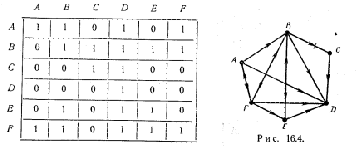 A B C D E F
A 1 1 0 1 0 1
B 0 1 1 1 1 1
C 0 0 1 1 0 0
D 0 0 0 1 0 0
E 0 1 0 1 1 0
F 1 1 0 1 1 1
A
C
F
E
D
Рис. 16.4.